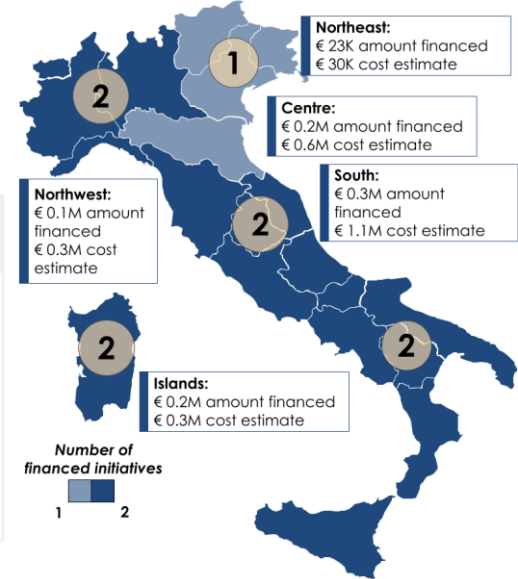 Northeast:
€ 23K amount financed
€ 30K cost estimate
1
2
Centre:
€ 0.2M amount financed
€ 0.6M cost estimate
South:
€ 0.3M amount
financed
€ 1.1M cost estimate
Northwest:
€ 0.1M amount
financed
€ 0.3M cost
estimate
2
2
2
Islands:
€ 0.2M amount financed
€ 0.3M cost estimate
Number of
financed initiatives
1 2